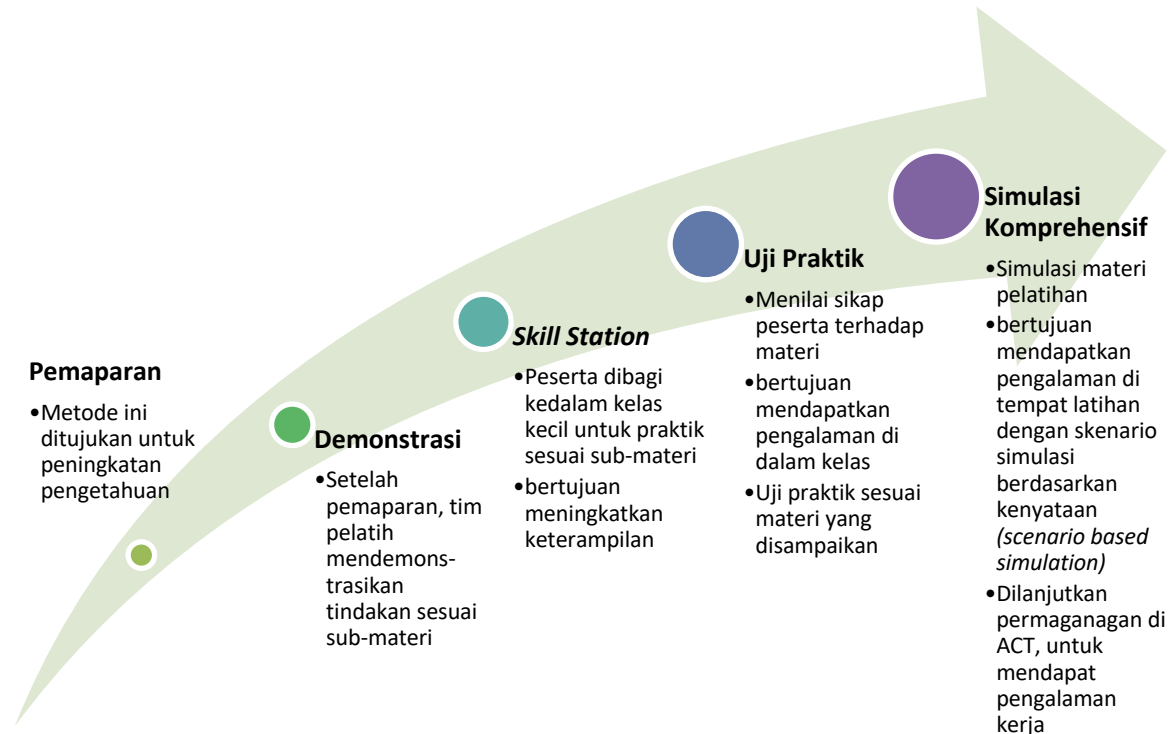 Pemaparan
•Metode ini
ditujukan untuk
peningkatan
pengetahuan
Demonstrasi
•Setelah
pemaparan, tim
pelatih
mendemons-
trasikan
tindakan sesuai
sub-materi
Skill Station
•Peserta dibagi
kedalam kelas
kecil untuk praktik
sesuai sub-materi
•bertujuan
meningkatkan
keterampilan
Uji Praktik
•Menilai sikap
peserta terhadap
materi
•bertujuan
mendapatkan
pengalaman di
dalam kelas
•Uji praktik sesuai
materi yang
disampaikan
Simulasi
Komprehensif
•Simulasi materi
pelatihan
•bertujuan
mendapatkan
pengalaman di
tempat latihan
dengan skenario
simulasi
berdasarkan
kenyataan
(scenario based
simulation)
•Dilanjutkan
permaganagan di
ACT, untuk
mendapat
pengalaman
kerja